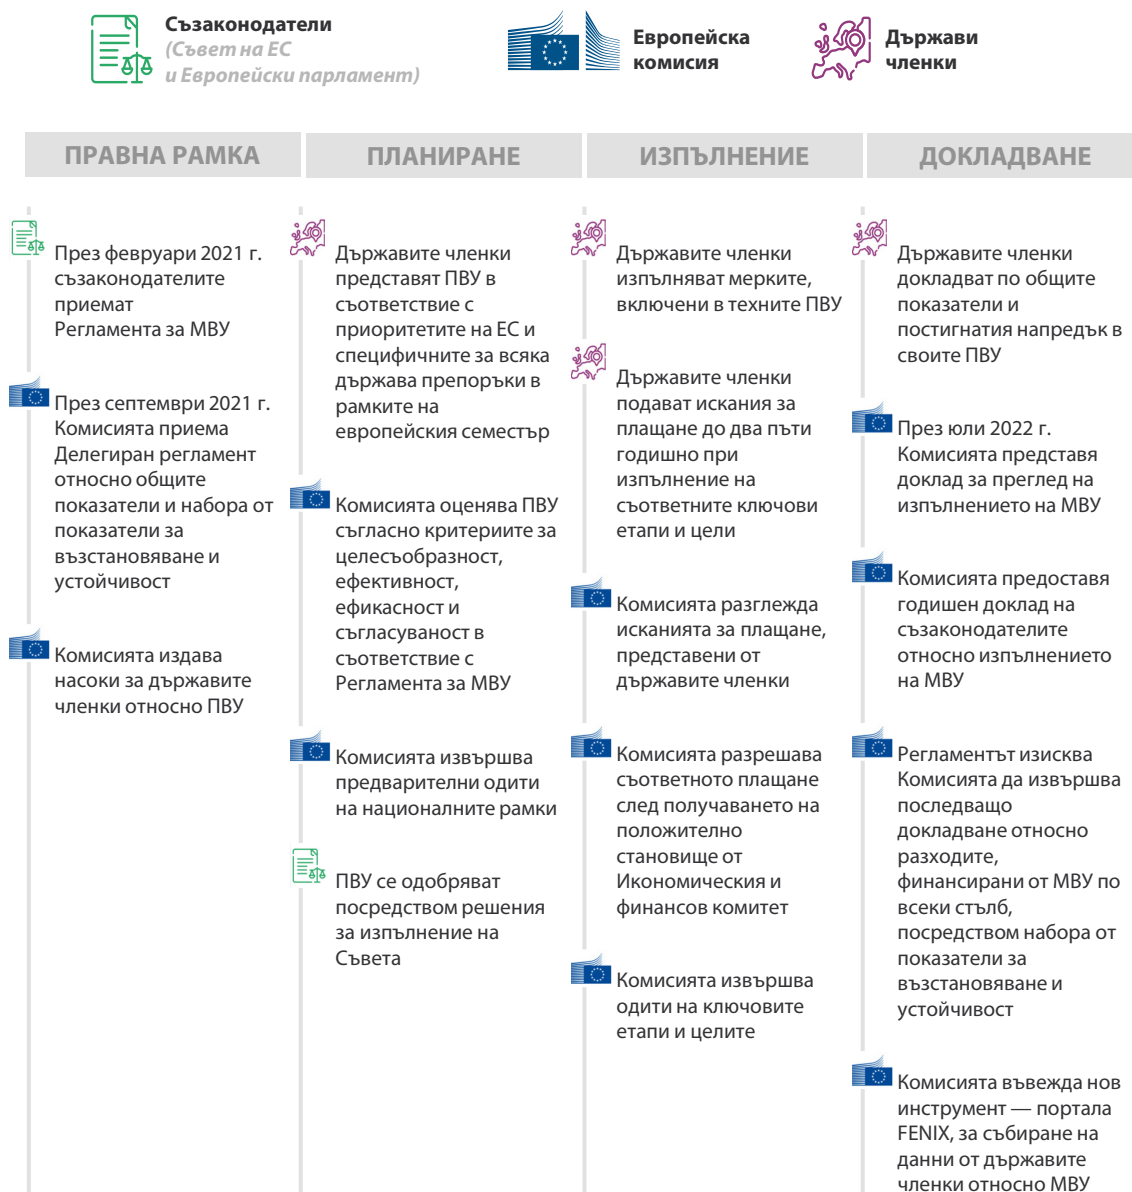 Съзаконодатели
(Съвет на ЕС
и Европейски парламент)
Европейска
комисия
Държави
членки
ПРАВНА РАМКА
ПЛАНИРАНЕ
ИЗПЪЛНЕНИЕ
ДОКЛАДВАНЕ
През февруари 2021 г.
съзаконодателите
приемат
Регламента за МВУ
През септември 2021 г.
Комисията приема
Делегиран регламент
относно общите
показатели и набора от
показатели за
възстановяване и
устойчивост
Комисията издава
насоки за държавите
членки относно ПВУ
Държавите членки
представят ПВУ в
съответствие с
приоритетите на ЕС и
специфичните за всяка
държава препоръки в
рамките на
европейския семестър
Комисията оценява ПВУ
съгласно критериите за
целесъобразност,
ефективност,
ефикасност и
съгласуваност в
съответствие с
Регламента за МВУ
Комисията извършва
предварителни одити
на националните рамки
ПВУ се одобряват
посредством решения
за изпълнение на
Съвета
Държавите членки
изпълняват мерките,
включени в техните ПВУ
Държавите членки
подават искания за
плащане до два пъти
годишно при
изпълнение на
съответните ключови
етапи и цели
Комисията разглежда
исканията за плащане,
представени от
държавите членки
Комисията разрешава
съответното плащане
след получаването на
положително
становище от
Икономическия и
финансов комитет
Комисията извършва
одити на ключовите
етапи и целите
Държавите членки
докладват по общите
показатели и
постигнатия напредък в
своите ПВУ
През юли 2022 г.
Комисията представя
доклад за преглед на
изпълнението на МВУ
Комисията предоставя
годишен доклад на
съзаконодателите
относно изпълнението
на МВУ
Регламентът изисква
Комисията да извършва
последващо
докладване относно
разходите,
финансирани от МВУ по
всеки стълб,
посредством набора от
показатели за
възстановяване и
устойчивост
Комисията въвежда нов
инструмент — портала
FENIX, за събиране на
данни от държавите
членки относно МВУ